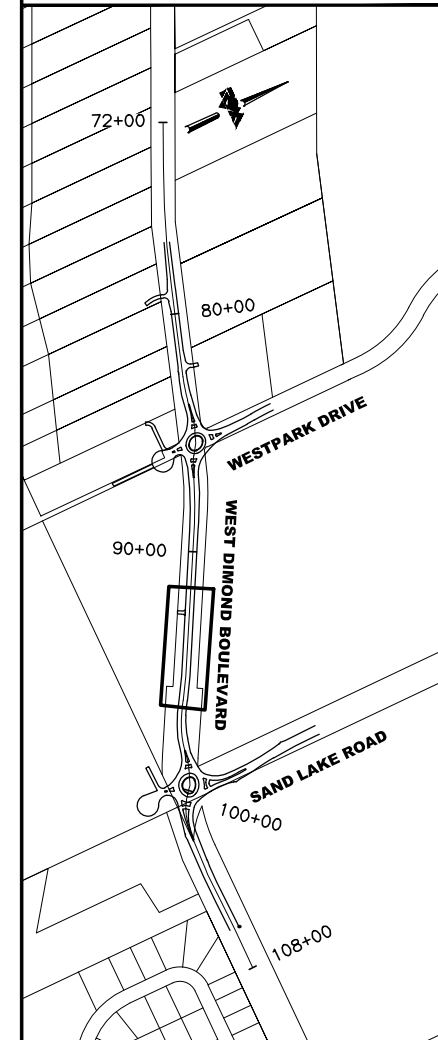 72+00
80+00
WESTPARK DRIVE
90+00
WEST DIMOND BOULEVARD
SAND LAKE ROAD
100+00
108+00